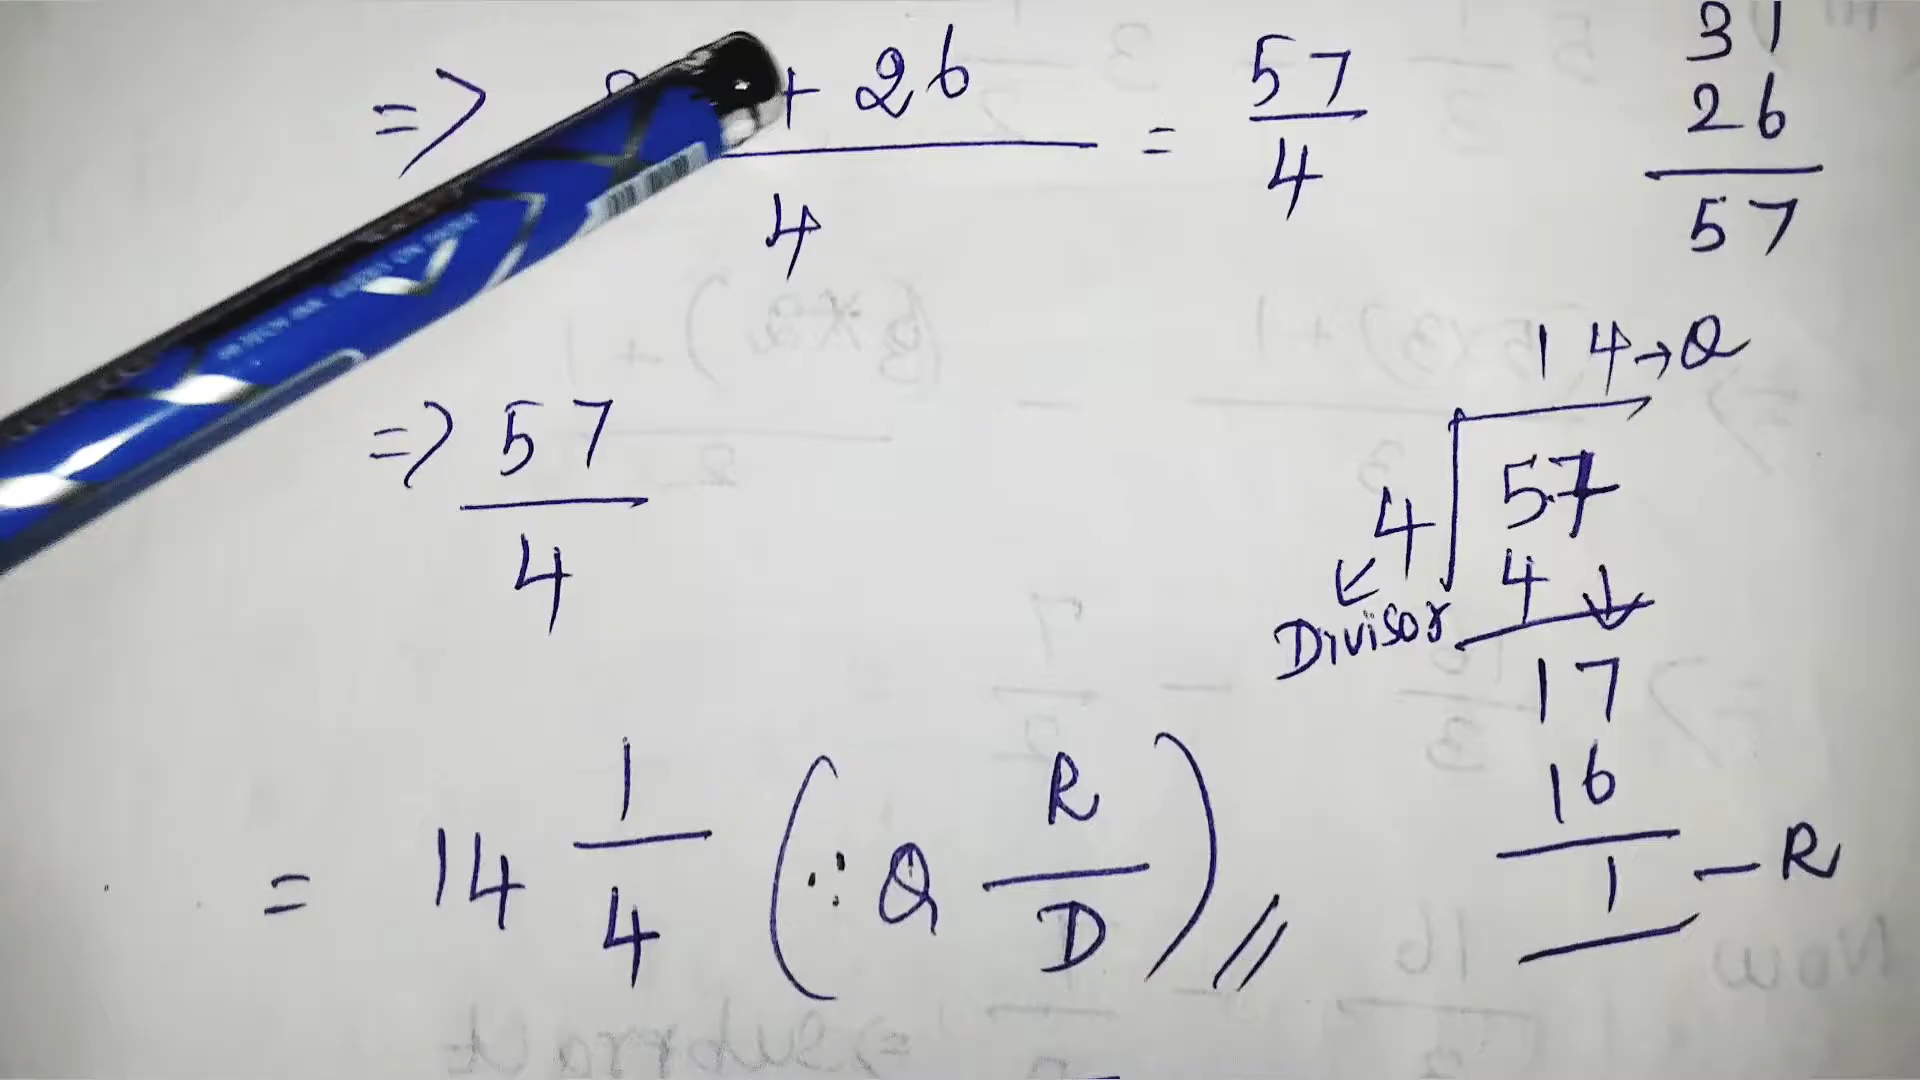 => + 26 / 4 = 57/4
31
26
57
=> 57/4
14 → Q
4 57
Divisor 4 ↓
17
16
1 — R
= 14 1/4 (∵ Q R/D) //